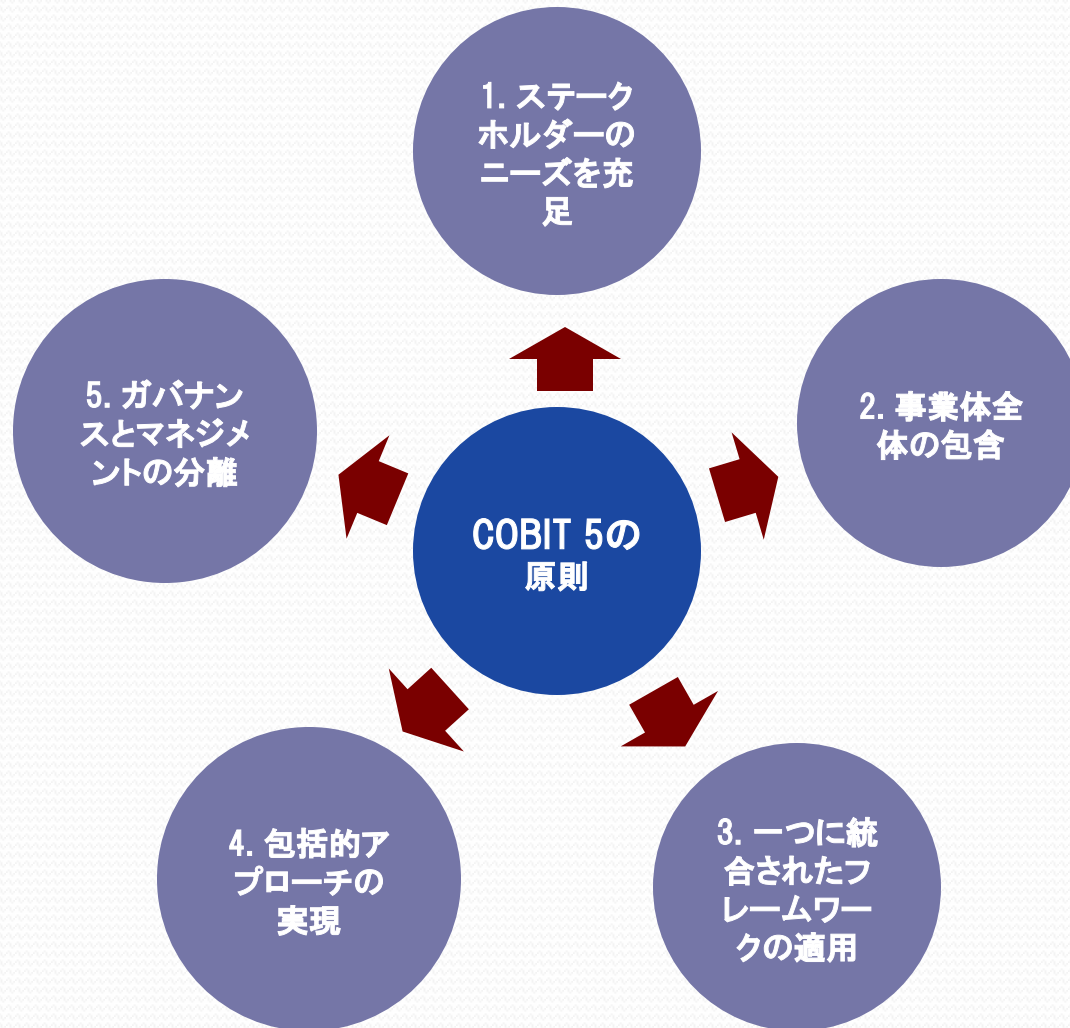 1. ステーク
ホルダーの
ニーズを充
足
2. 事業体全
体の包含
3. 一つに統
合されたフ
レームワー
クの適用
4. 包括的ア
プローチの
実現
5. ガバナン
スとマネジメ
ントの分離
COBIT 5の
原則